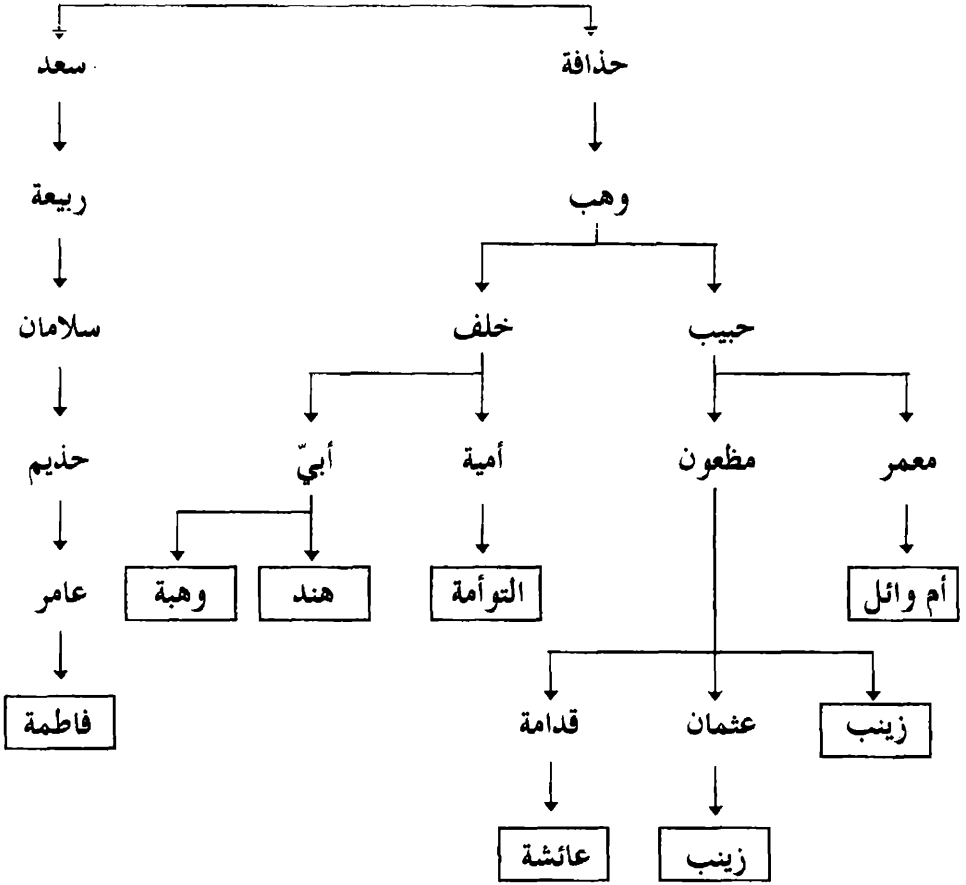 حذافة سعد
وهب ربيعة
حبيب خلف سلامان
معمر مظعون أمية أبيّ حذيم
أم وائل التوأمة هند وهبة عامر
زينب عثمان قدامة فاطمة
زينب عائشة